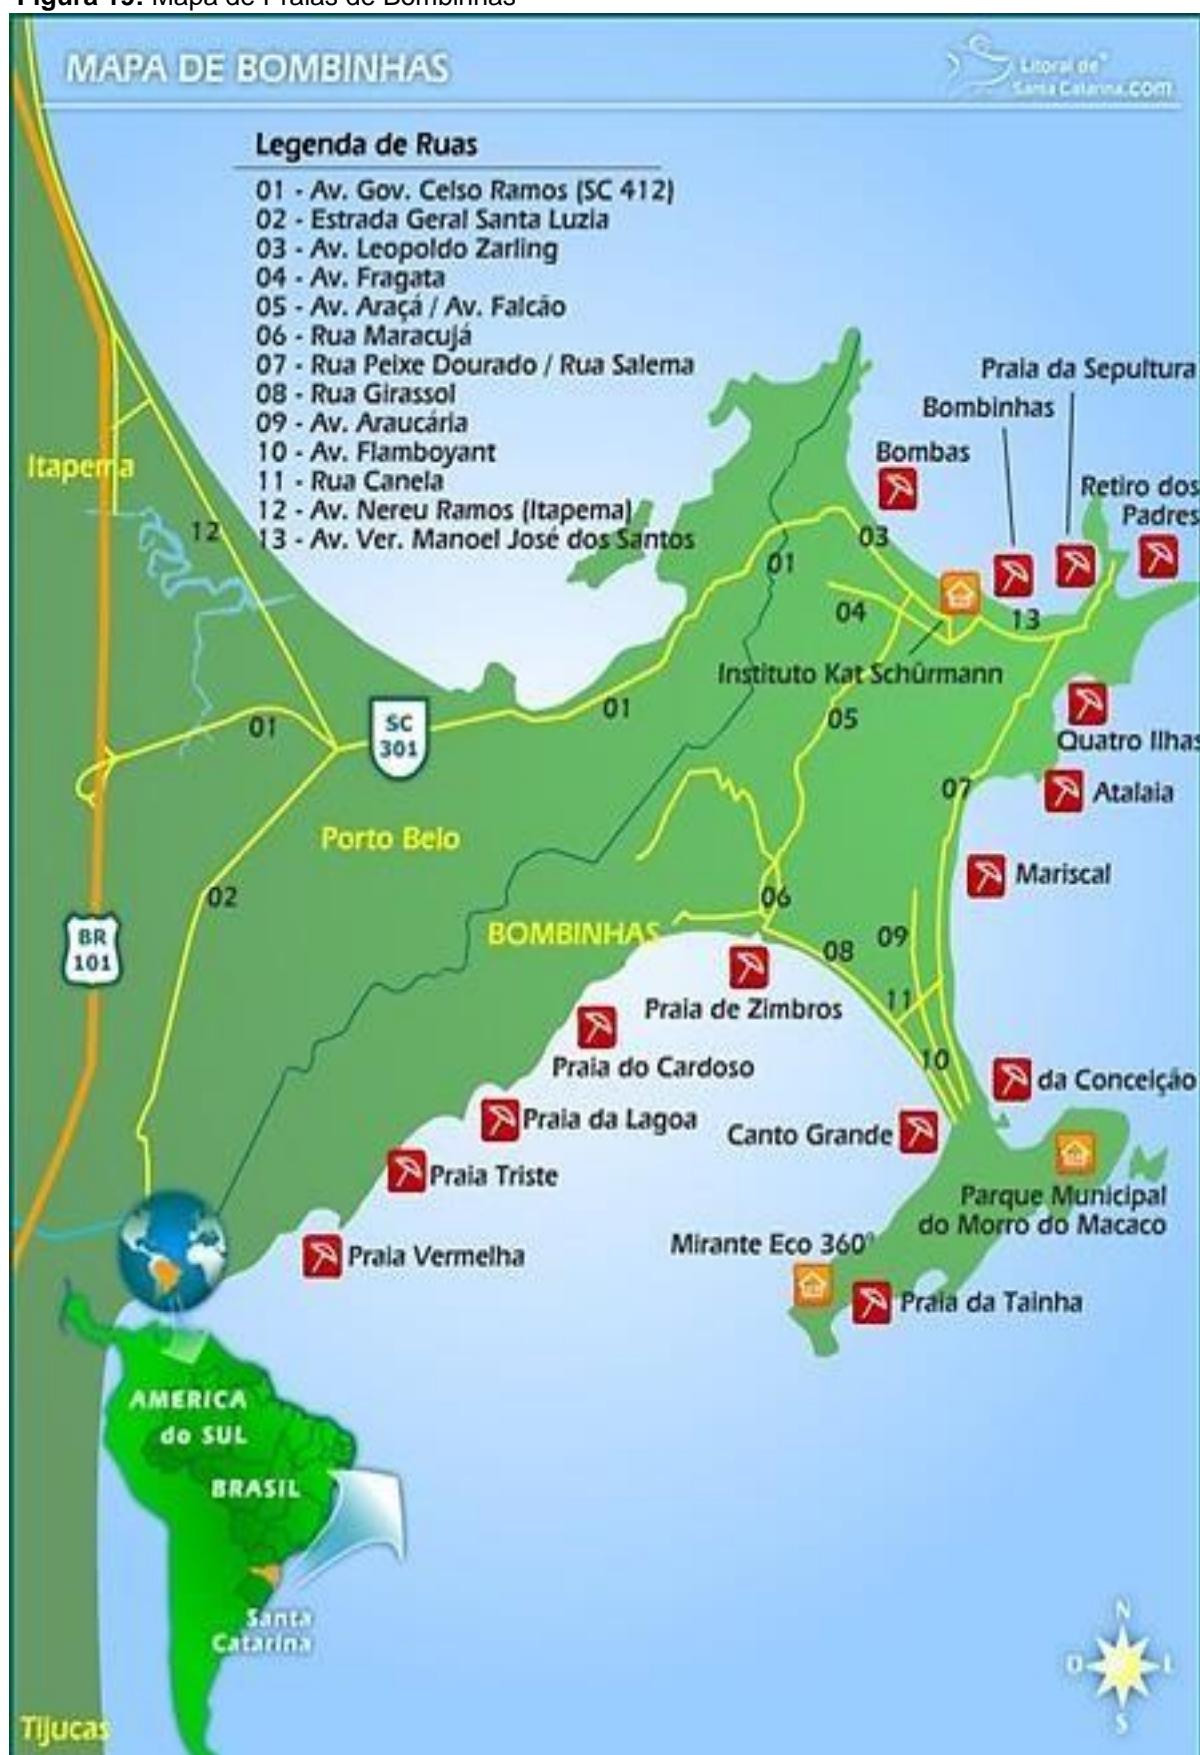 Figura 19: Mapa de Praias de Bombinhas
MAPA DE BOMBINHAS
Litoral de
Santa Catarina.com
Legenda de Ruas
01 - Av. Gov. Celso Ramos (SC 412)
02 - Estrada Geral Santa Luzia
03 - Av. Leopoldo Zarling
04 - Av. Fragata
05 - Av. Araçá / Av. Falcão
06 - Rua Maracujá
07 - Rua Peixe Dourado / Rua Salema
08 - Rua Girassol
09 - Av. Araucária
10 - Av. Flamboyant
11 - Rua Canela
12 - Av. Nereu Ramos (Itapema)
13 - Av. Ver. Manoel José dos Santos
Praia da Sepultura
Bombinhas
Bombas
Retiro dos
Padres
Itapema
12
03
01
04
13
Instituto Kat Schürmann
01
01
05
SC
301
Quatro Ilhas
07
Atalaia
Porto Belo
Mariscal
02
06
BR
101
BOMBINHAS
08
09
11
Praia de Zimbros
10
Praia do Cardoso
da Conceição
Praia da Lagoa
Canto Grande
Praia Triste
Parque Municipal
do Morro do Macaco
Mirante Eco 360º
Praia Vermelha
Praia da Tainha
AMERICA
do SUL
BRASIL
Santa
Catarina
N
O
L
S
Tijucas